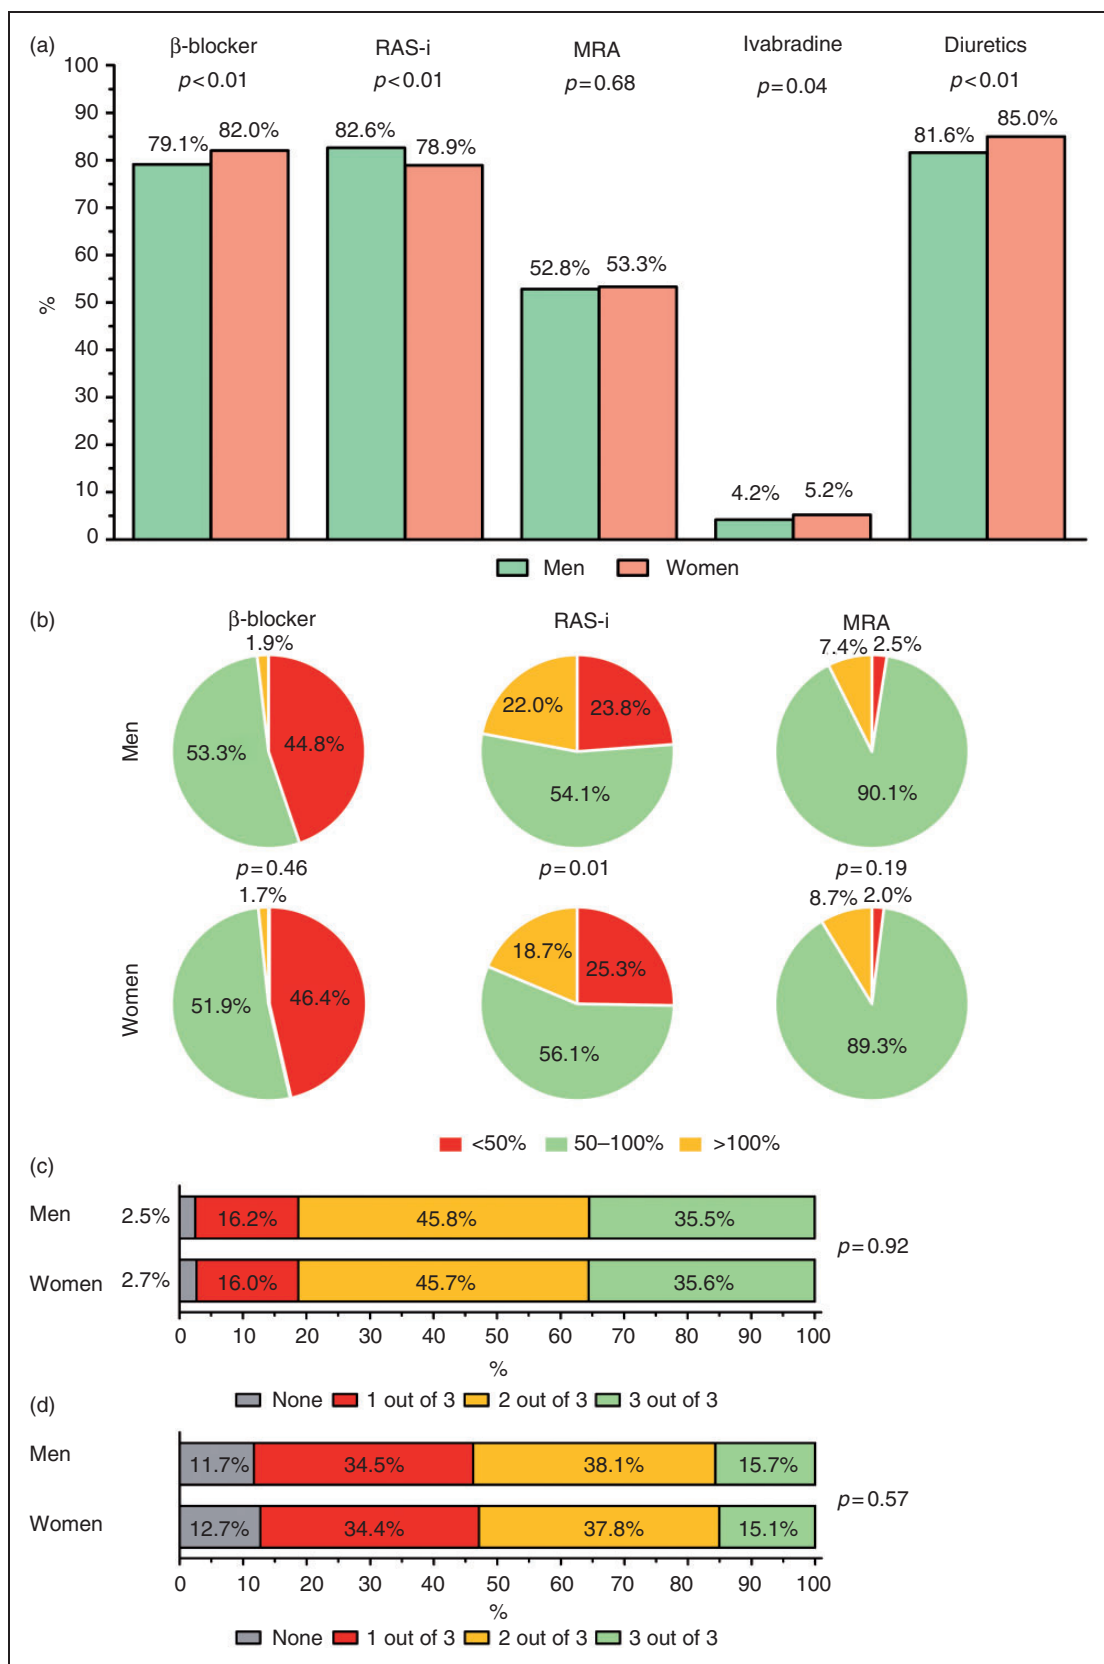 (a)
β-blocker RAS-i MRA Ivabradine Diuretics
p<0.01 p<0.01 p=0.68 p=0.04 p<0.01
100
90
80
70
60
50
40
30
20
10
0
%
79.1% 82.0% 82.6% 78.9% 52.8% 53.3% 4.2% 5.2% 81.6% 85.0%
Men Women
(b)
β-blocker RAS-i MRA
Men
1.9% 53.3% 44.8%
22.0% 23.8% 54.1%
7.4% 2.5% 90.1%
p=0.46 p=0.01 p=0.19
Women
1.7% 51.9% 46.4%
18.7% 25.3% 56.1%
8.7% 2.0% 89.3%
<50% 50–100% >100%
(c)
Men 2.5% 16.2% 45.8% 35.5%
p=0.92
Women 2.7% 16.0% 45.7% 35.6%
0 10 20 30 40 50 60 70 80 90 100
%
None 1 out of 3 2 out of 3 3 out of 3
(d)
Men 11.7% 34.5% 38.1% 15.7%
p=0.57
Women 12.7% 34.4% 37.8% 15.1%
0 10 20 30 40 50 60 70 80 90 100
%
None 1 out of 3 2 out of 3 3 out of 3